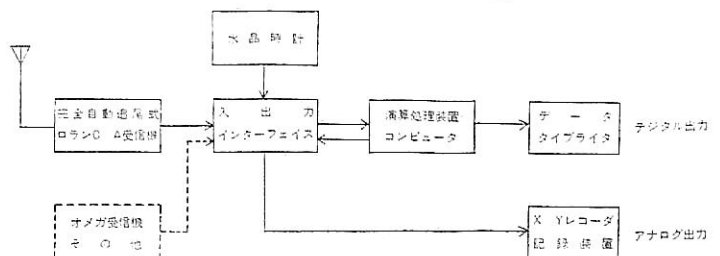 水晶時計
完全自動追尾式
ロランC A受信機
入出力
インターフェイス
演算処理装置
コンピュータ
データ
タイプライタ
デジタル出力
オメガ受信機
その他
X Yレコーダ
記録装置
アナログ出力